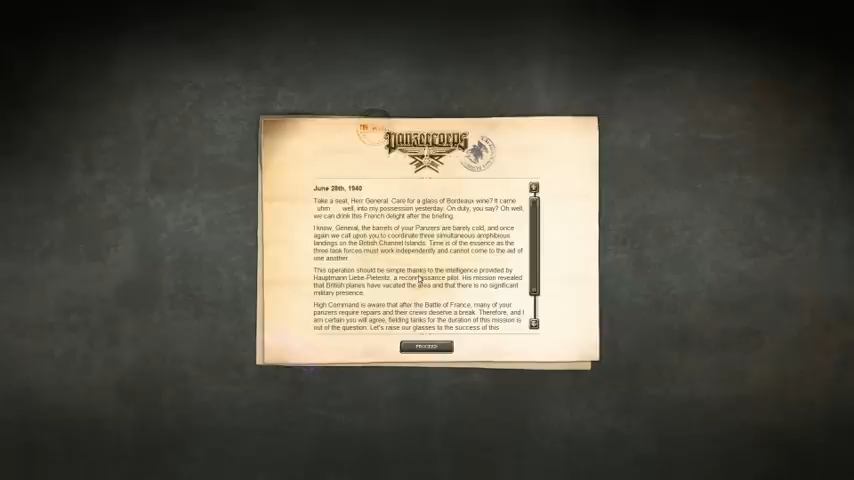 Panzercorps
June 28th, 1940
Take a seat, Herr General. Care for a glass of Bordeaux wine? It came
uhm well, into my possession yesterday. On duty, you say? Oh well,
we can drink this French delight after the briefing.
I know, General, the barrels of your Panzers are barely cold, and once
again we call upon you to coordinate three simultaneous amphibious
landings on the British Channel Islands. Time is of the essence as the
three task forces must work independently and cannot come to the aid of
one another.
This operation should be simple thanks to the intelligence provided by
Hauptmann Liebe-Pieteritz, a reconnaissance pilot. His mission revealed
that British planes have vacated the area and that there is no significant
military presence.
High Command is aware that after the Battle of France, many of your
panzers require repairs and their crews deserve a break. Therefore, and I
am certain you will agree, fielding tanks for the duration of this mission is
out of the question. Let's raise our glasses to the success of this
PROCEED